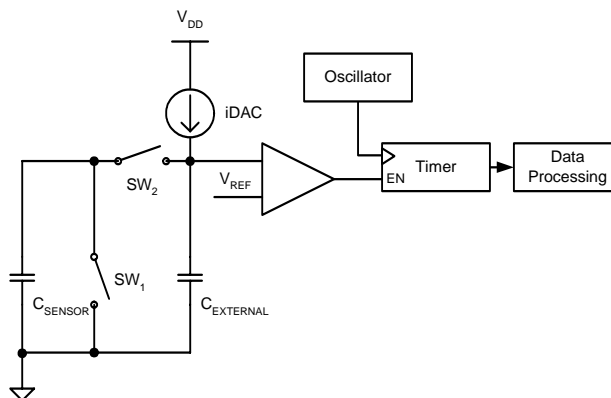 V_DD
iDAC
Oscillator
SW_2
V_REF
EN
Timer
Data
Processing
SW_1
C_SENSOR
C_EXTERNAL